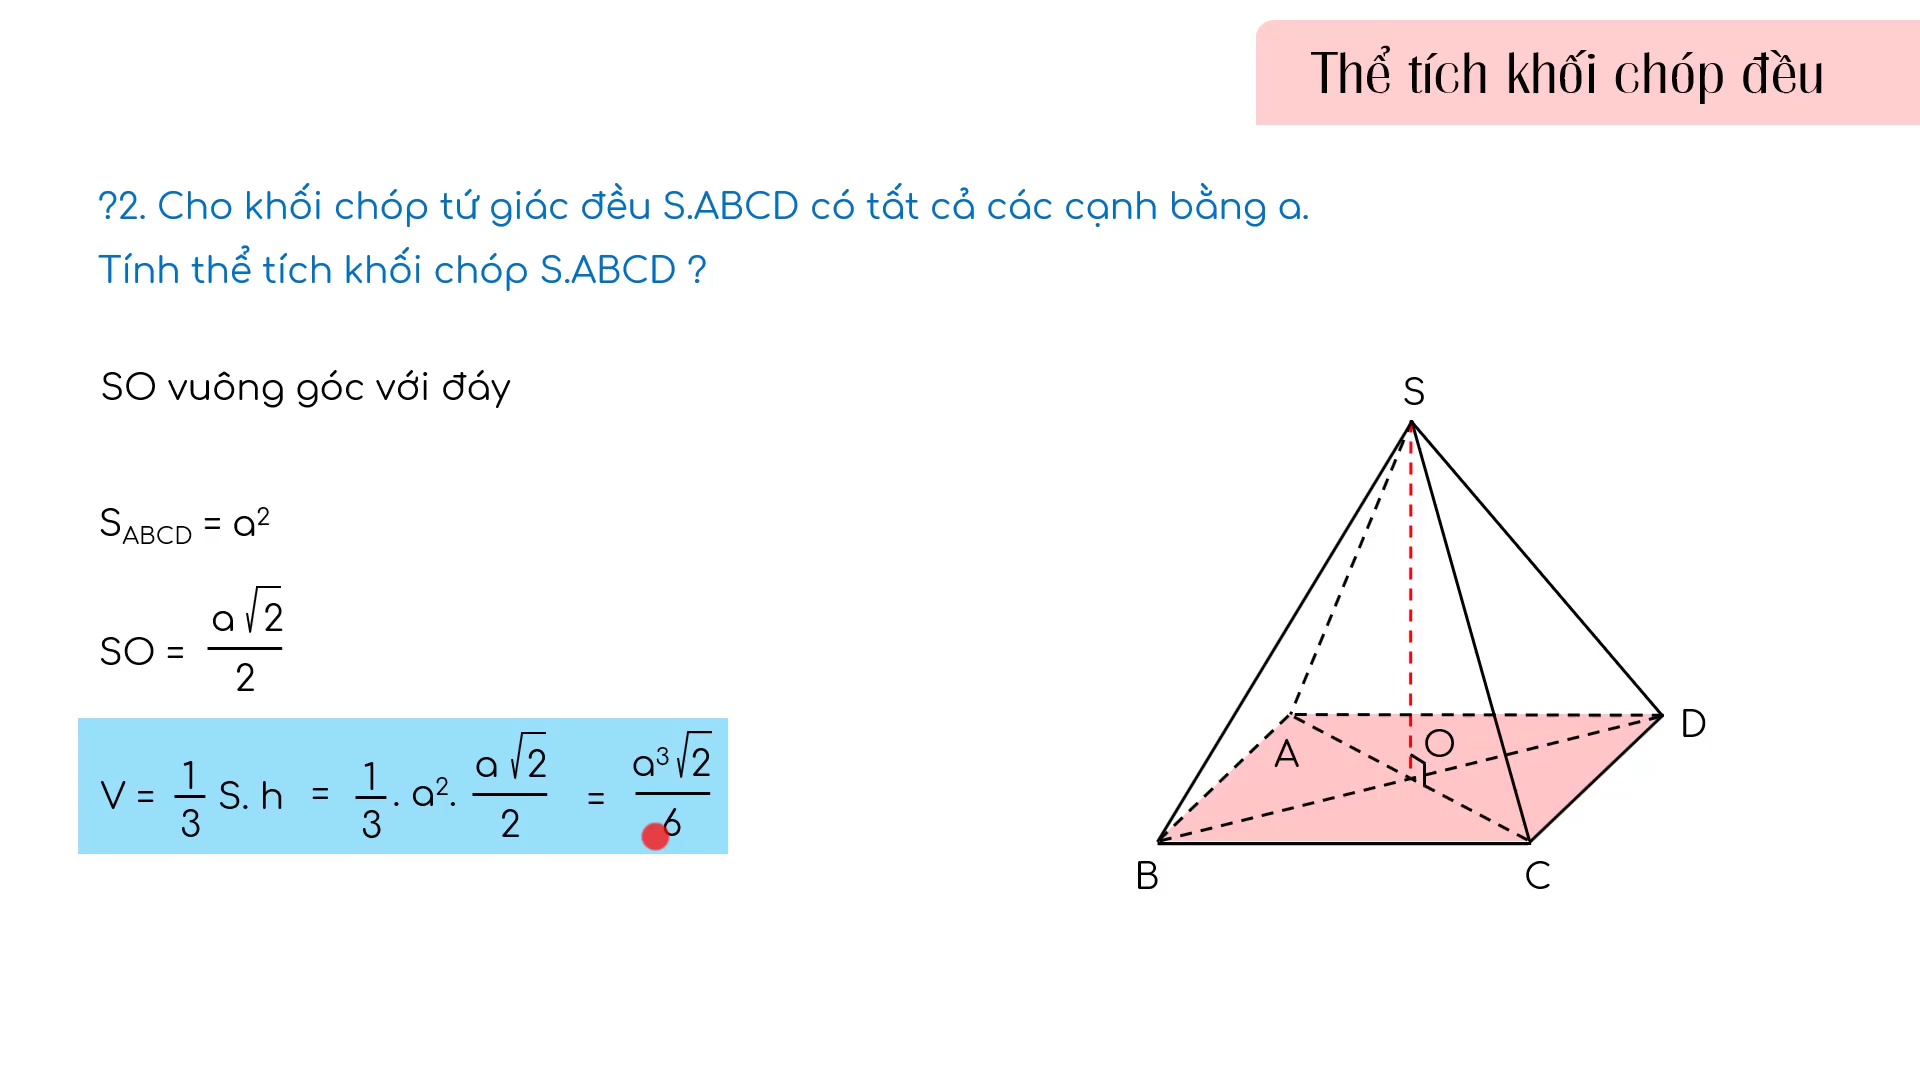 Thể tích khối chóp đều
?2. Cho khối chóp tứ giác đều S.ABCD có tất cả các cạnh bằng a.
Tính thể tích khối chóp S.ABCD ?
SO vuông góc với đáy
S_ABCD = a²
SO = a√2/2
V = 1/3 S. h = 1/3 . a². a√2/2 = a³√2/6
S
A
O
D
B
C